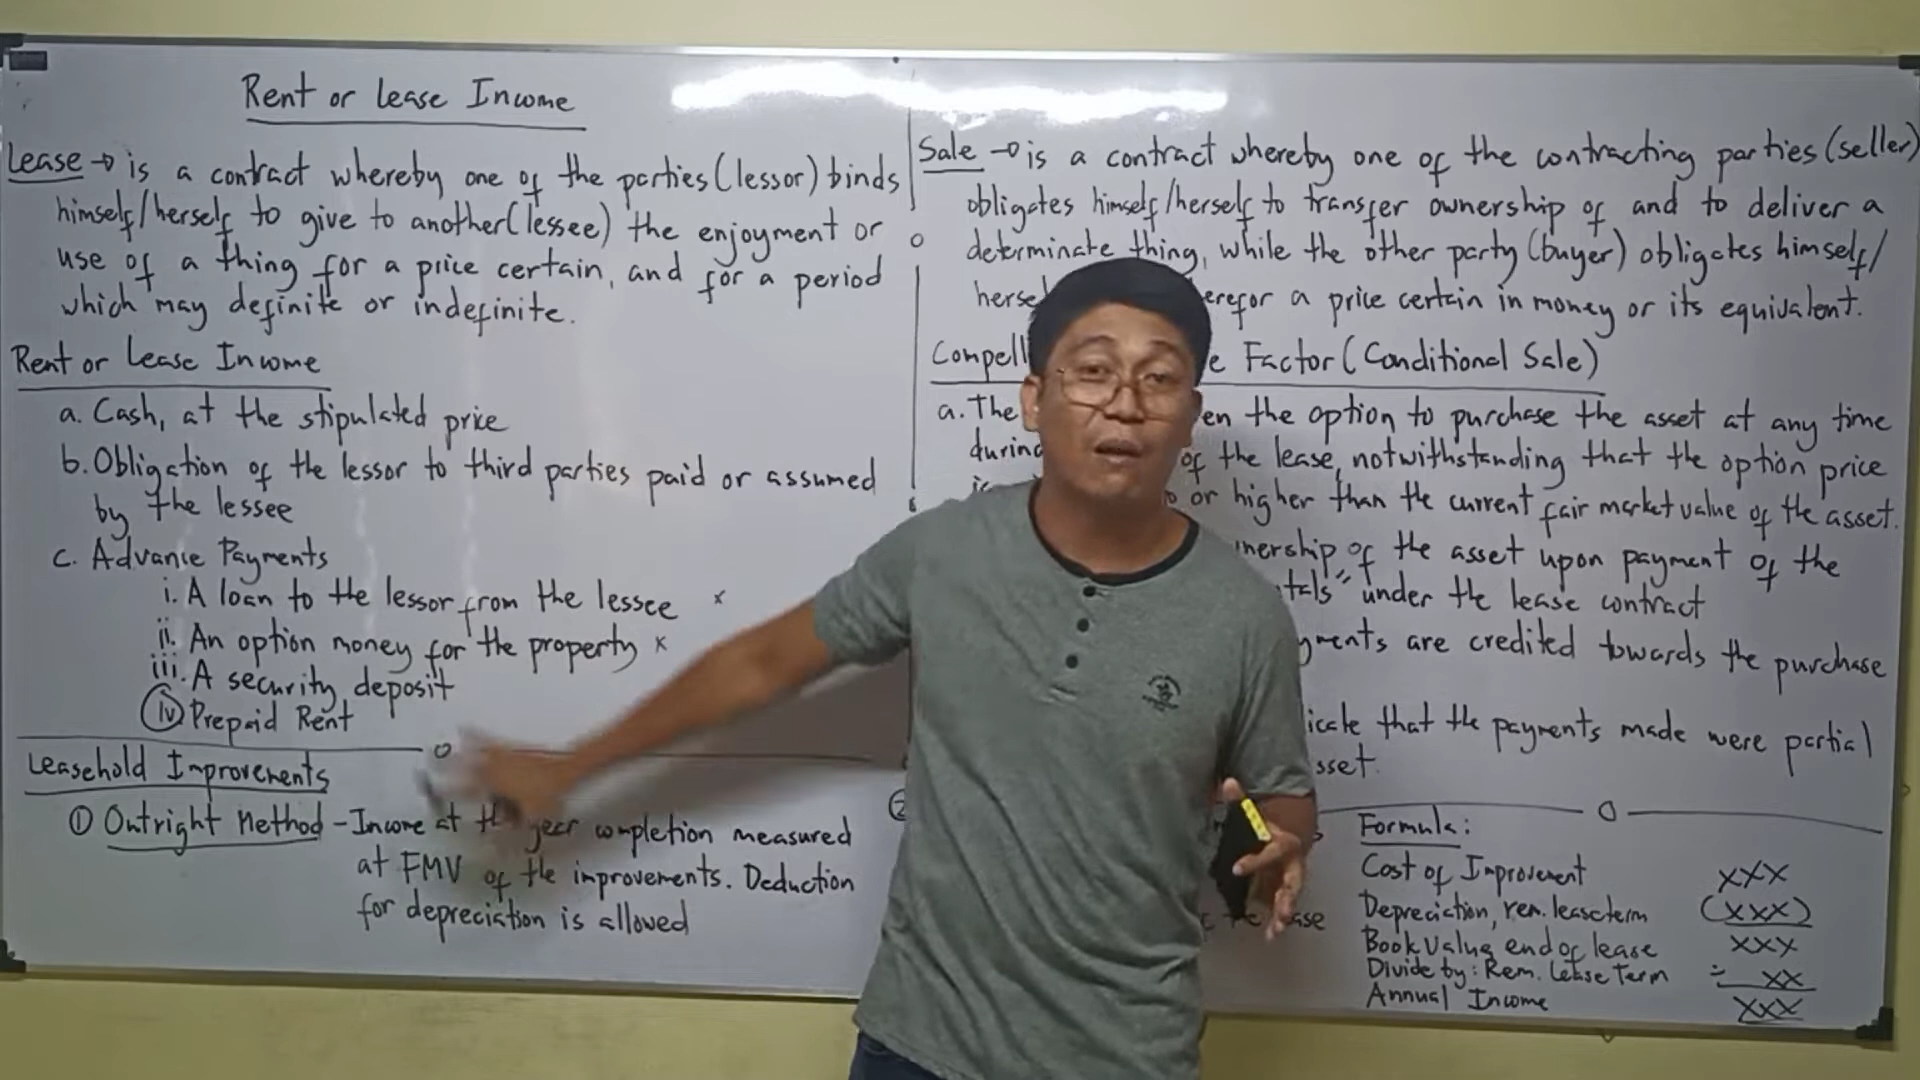 Rent or Lease Income
Lease → is a contract whereby one of the parties (lessor) binds
himself/herself to give to another (lessee) the enjoyment or
use of a thing for a price certain, and for a period
which may definite or indefinite.
Rent or Lease Income
a. Cash, at the stipulated price
b. Obligation of the lessor to third parties paid or assumed
by the lessee
c. Advance Payments
i. A loan to the lessor from the lessee x
ii. An option money for the property x
iii. A security deposit
iv Prepaid Rent
Leasehold Improvements
① Outright Method - Income at the year completion measured
at FMV of the improvements. Deduction
for depreciation is allowed
Sale → is a contract whereby one of the contracting parties (seller)
obligates himself/herself to transfer ownership of and to deliver a
determinate thing, while the other party (buyer) obligates himself/
a price certain in money or its equivalent.
Factor (Conditional Sale)
a. The the option to purchase the asset at any time
of the lease, notwithstanding that the option price
or higher than the current fair market value of the asset.
of the asset upon payment of the
under the lease contract
are credited towards the purchase
that the payments made were partial
②
Formula:
Cost of Improvement xxx
Depreciation, rem. lease term (xxx)
Book Value, end of lease xxx
Divide by: Rem. Lease Term ÷ xx
Annual Income xxx